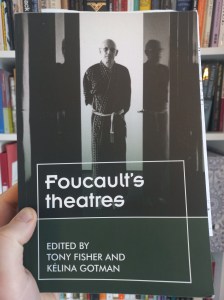 Foucault's
theatres
EDITED BY
TONY FISHER AND
KÉLINA GOTMAN